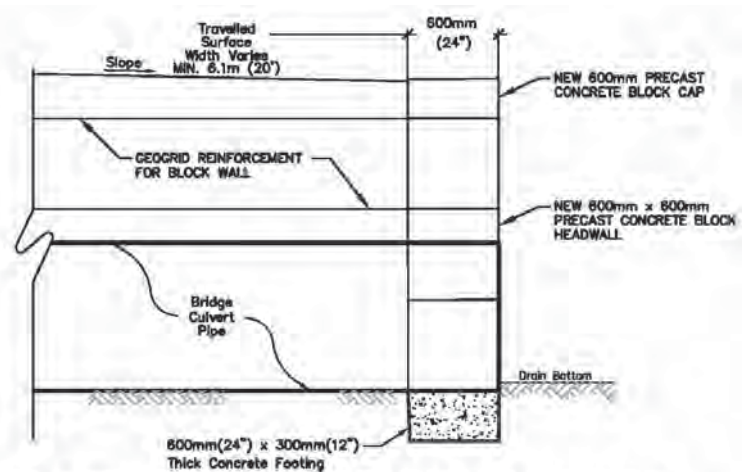 Travelled
Surface
Width Varies
MIN. 6.1m (20')
600mm
(24")
Slope
NEW 600mm PRECAST
CONCRETE BLOCK CAP
GEOGRID REINFORCEMENT
FOR BLOCK WALL
NEW 600mm x 600mm
PRECAST CONCRETE BLOCK
HEADWALL
Bridge
Culvert
Pipe
Drain Bottom
600mm(24") x 300mm(12")
Thick Concrete Footing